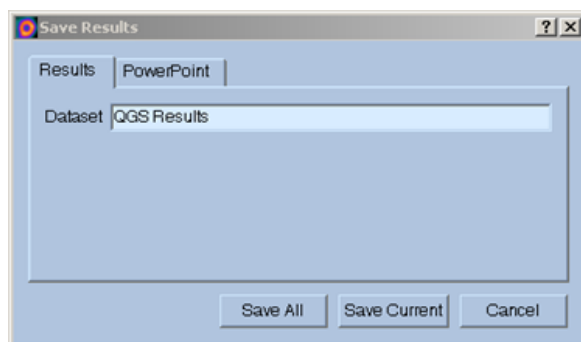 Save Results
Results PowerPoint
Dataset QGS Results
Save All Save Current Cancel